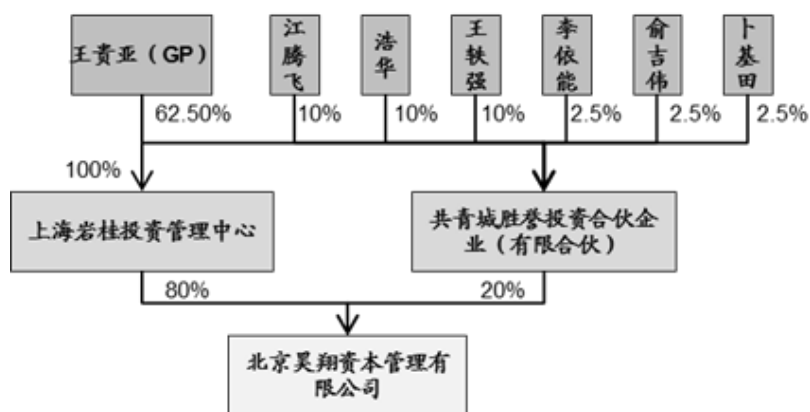 王贵亚（GP）
江腾飞
浩华
王轶强
李依能
俞吉伟
卜基田
62.50%
10%
10%
10%
2.5%
2.5%
2.5%
100%
上海岩桂投资管理中心
共青城胜誉投资合伙企
业（有限合伙）
80%
20%
北京昊翔资本管理有
限公司